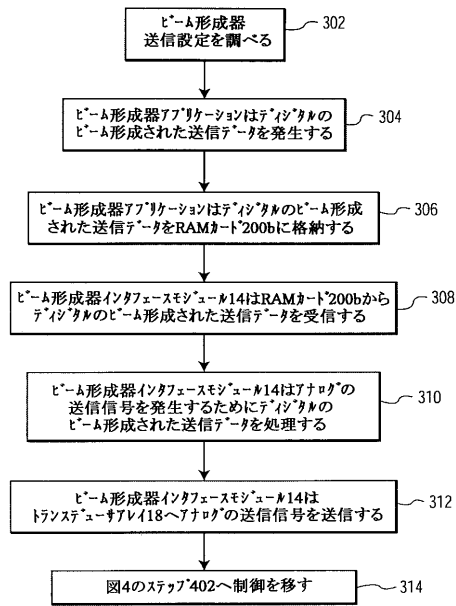 ﾋﾞｰﾑ形成器
送信設定を調べる
302
ﾋﾞｰﾑ形成器ｱﾌﾟﾘｹｰｼｮﾝはﾃﾞｨｼﾞﾀﾙの
ﾋﾞｰﾑ形成された送信ﾃﾞｰﾀを発生する
304
ﾋﾞｰﾑ形成器ｱﾌﾟﾘｹｰｼｮﾝはﾃﾞｨｼﾞﾀﾙのﾋﾞｰﾑ形成
された送信ﾃﾞｰﾀをRAMｶｰﾄﾞ200bに格納する
306
ﾋﾞｰﾑ形成器ｲﾝﾀﾌｪｰｽﾓｼﾞｭｰﾙ14はRAMｶｰﾄﾞ200bから
ﾃﾞｨｼﾞﾀﾙのﾋﾞｰﾑ形成された送信ﾃﾞｰﾀを受信する
308
ﾋﾞｰﾑ形成器ｲﾝﾀﾌｪｰｽﾓｼﾞｭｰﾙ14はｱﾅﾛｸﾞの
送信信号を発生するためにﾃﾞｨｼﾞﾀﾙの
ﾋﾞｰﾑ形成された送信ﾃﾞｰﾀを処理する
310
ﾋﾞｰﾑ形成器ｲﾝﾀﾌｪｰｽﾓｼﾞｭｰﾙ14は
ﾄﾗﾝｽﾃﾞｭｰｻｱﾚｲ18へｱﾅﾛｸﾞの送信信号を送信する
312
図4のｽﾃｯﾌﾟ402へ制御を移す
314